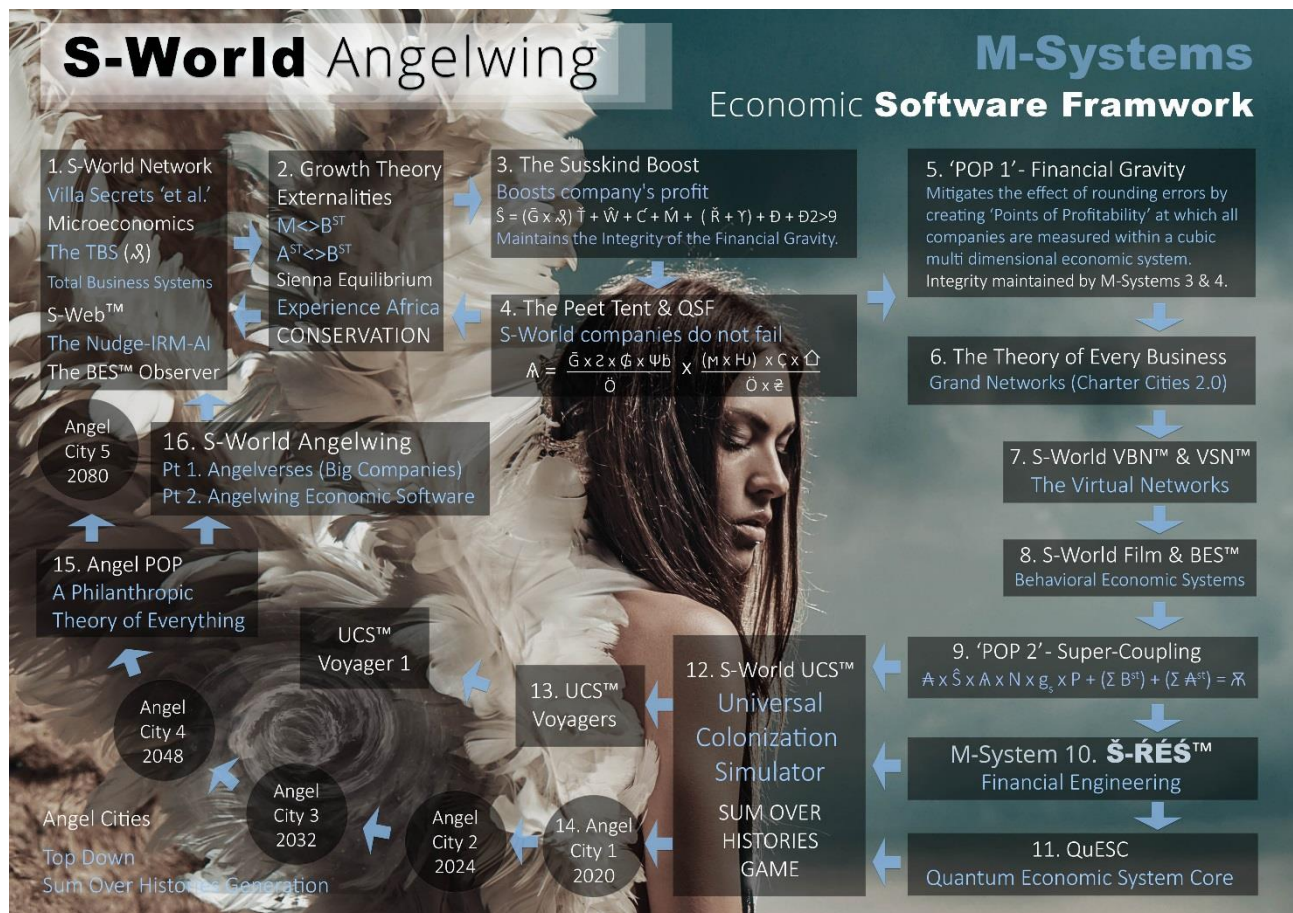 S-World Angelwing
M-Systems
Economic Software Framwork
1. S-World Network
Villa Secrets 'et al.'
Microeconomics
The TBS (𝒮)
Total Business Systems
S-Web™
The Nudge-IRM-AI
The BES™ Observer
2. Growth Theory
Externalities
M<>Bˢᵀ
Aˢᵀ<>Bˢᵀ
Sienna Equilibrium
Experience Africa
CONSERVATION
3. The Susskind Boost
Boosts company's profit
Ŝ = (Ḡ x 𝒮) Ť + Ŵ + Ƈ + Ḿ + ( Ř + ϒ) + Đ + Đ2>9
Maintains the Integrity of the Financial Gravity.
4. The Peet Tent & QSF
S-World companies do not fail
5. 'POP 1'- Financial Gravity
Mitigates the effect of rounding errors by
creating 'Points of Profitability' at which all
companies are measured within a cubic
multi dimensional economic system.
Integrity maintained by M-Systems 3 & 4.
6. The Theory of Every Business
Grand Networks (Charter Cities 2.0)
7. S-World VBN™ & VSN™
The Virtual Networks
8. S-World Film & BES™
Behavioral Economic Systems
9. 'POP 2'- Super-Coupling
M-System 10. Š-ŔÉŚ™
Financial Engineering
11. QuESC
Quantum Economic System Core
12. S-World UCS™
Universal
Colonization
Simulator
SUM OVER
HISTORIES
GAME
13. UCS™
Voyagers
UCS™
Voyager 1
14. Angel
City 1
2020
Angel
City 2
2024
Angel
City 3
2032
Angel
City 4
2048
Angel Cities
Top Down
Sum Over Histories Generation
15. Angel POP
A Philanthropic
Theory of Everything
Angel
City 5
2080
16. S-World Angelwing
Pt 1. Angelverses (Big Companies)
Pt 2. Angelwing Economic Software